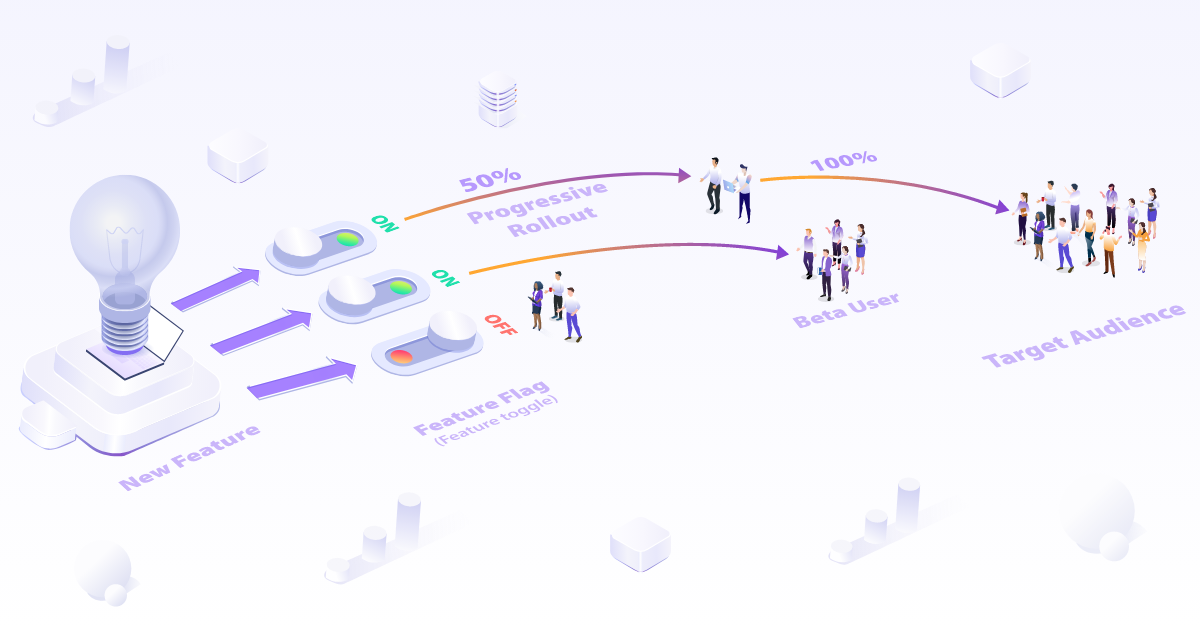 50%
Progressive
Rollout
100%
ON
ON
OFF
Beta User
Target Audience
Feature Flag
(Feature toggle)
New Feature